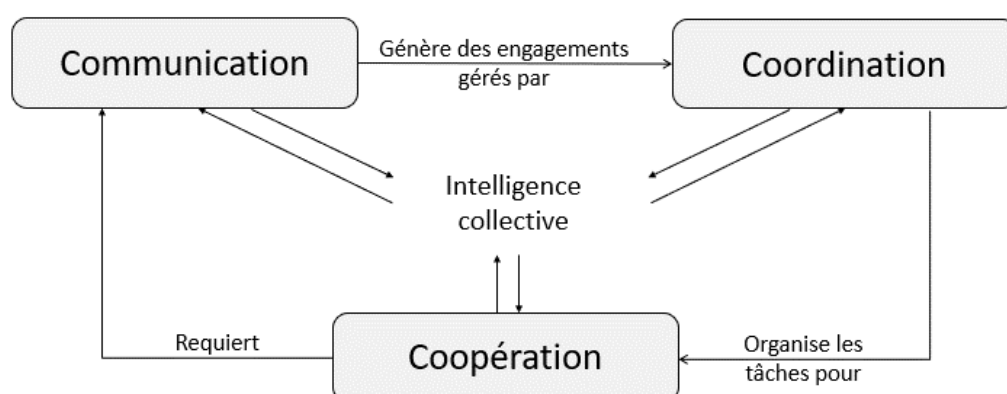 Communication
Génère des engagements
gérés par
Coordination
Intelligence
collective
Requiert
Coopération
Organise les
tâches pour